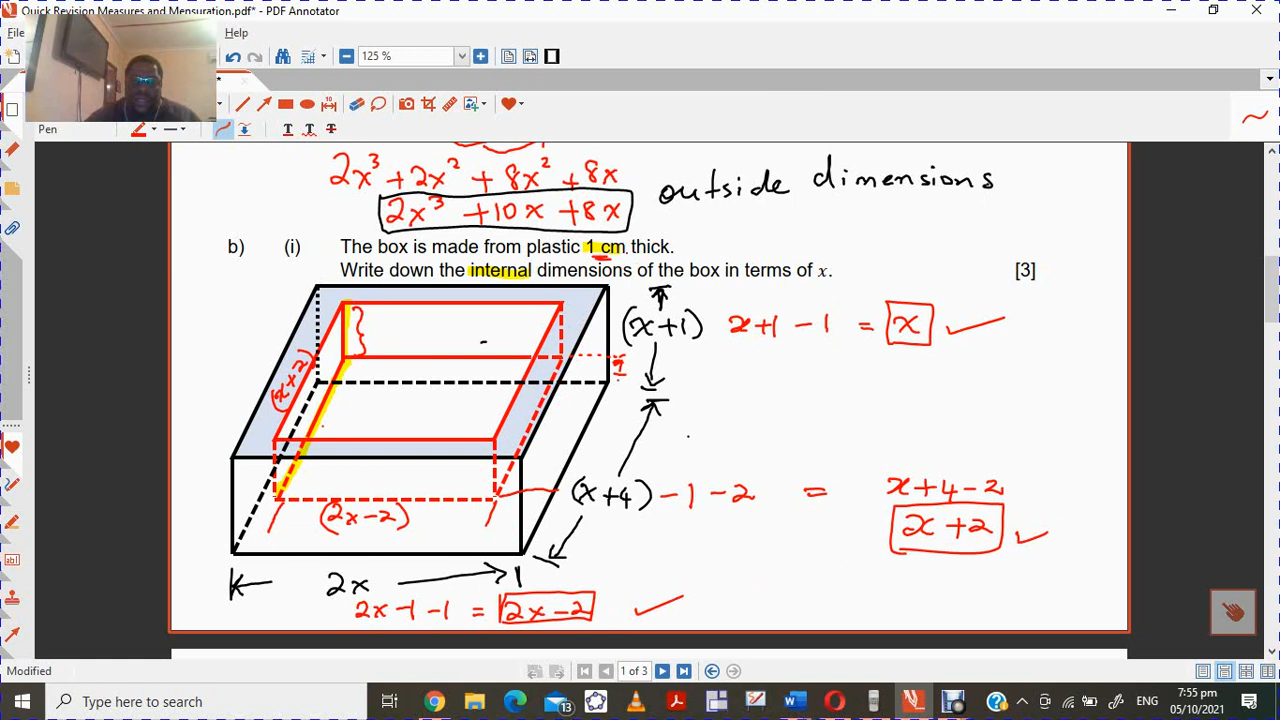 Quick Revision Measures and Mensuration.pdf* - PDF Annotator
File Help
125 %
Pen
2x³ + 2x² + 8x² + 8x
2x³ + 10x + 8x
outside dimensions
b) (i) The box is made from plastic 1 cm thick.
Write down the internal dimensions of the box in terms of x. [3]
(x+1) x+1 - 1 = x
(x+2)
1
(x+4) - 1 - 2 = x+4-2
x+2
(2x-2)
2x
2x-1-1 = 2x-2
Modified
1 of 3
Type here to search
13
ENG
7:55 pm
05/10/2021